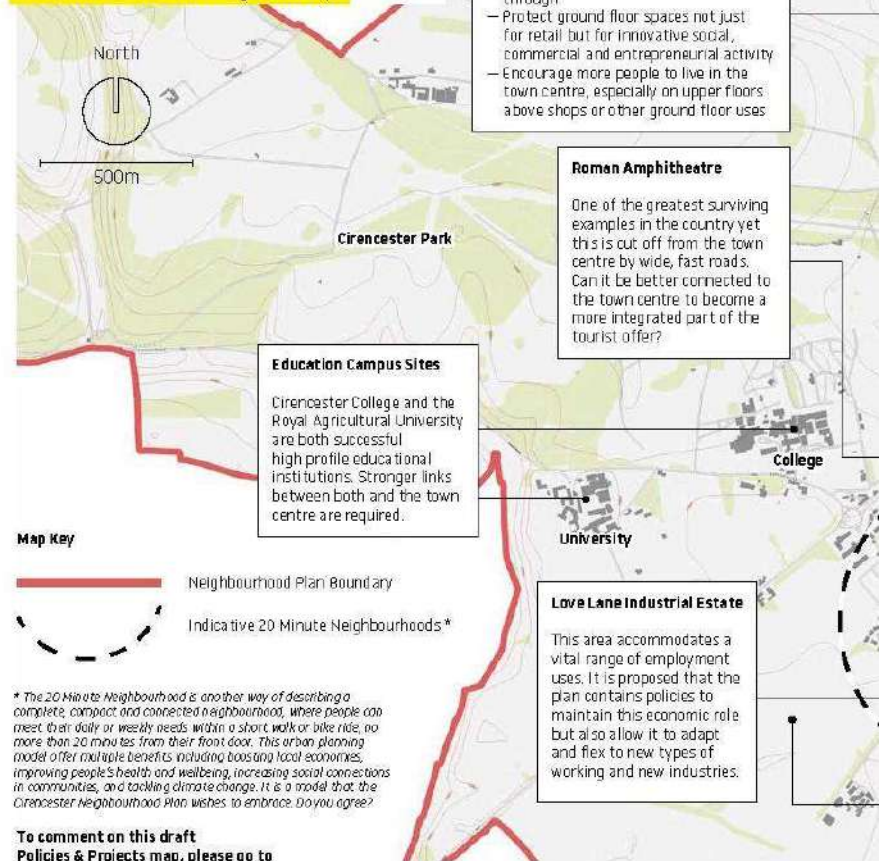 through
— Protect ground floor spaces not just
for retail but for innovative social,
commercial and entrepreneurial activity
— Encourage more people to live in the
town centre, especially on upper floors
above shops or other ground floor uses
North
500m
Roman Amphitheatre
One of the greatest surviving
examples in the country yet
this is cut off from the town
centre by wide, fast roads.
Can it be better connected to
the town centre to become a
more integrated part of the
tourist offer?
Cirencester Park
Education Campus Sites
Cirencester College and the
Royal Agricultural University
are both successful
high profile educational
institutions. Stronger links
between both and the town
centre are required.
College
University
Map Key
Neighbourhood Plan Boundary
Indicative 20 Minute Neighbourhoods *
Love Lane Industrial Estate
This area accommodates a
vital range of employment
uses. It is proposed that the
plan contains policies to
maintain this economic role
but also allow it to adapt
and flex to new types of
working and new industries.
* The 20 Minute Neighbourhood is another way of describing a
complete, compact and connected neighbourhood, where people can
meet their daily or weekly needs within a short walk or bike ride, no
more than 20 minutes from their front door. This urban planning
model offer multiple benefits including boosting local economies,
improving people's health and wellbeing, increasing social connections
in communities, and tackling climate change. It is a model that the
Cirencester Neighbourhood Plan wishes to embrace. Do you agree?
To comment on this draft
Policies & Projects map, please go to